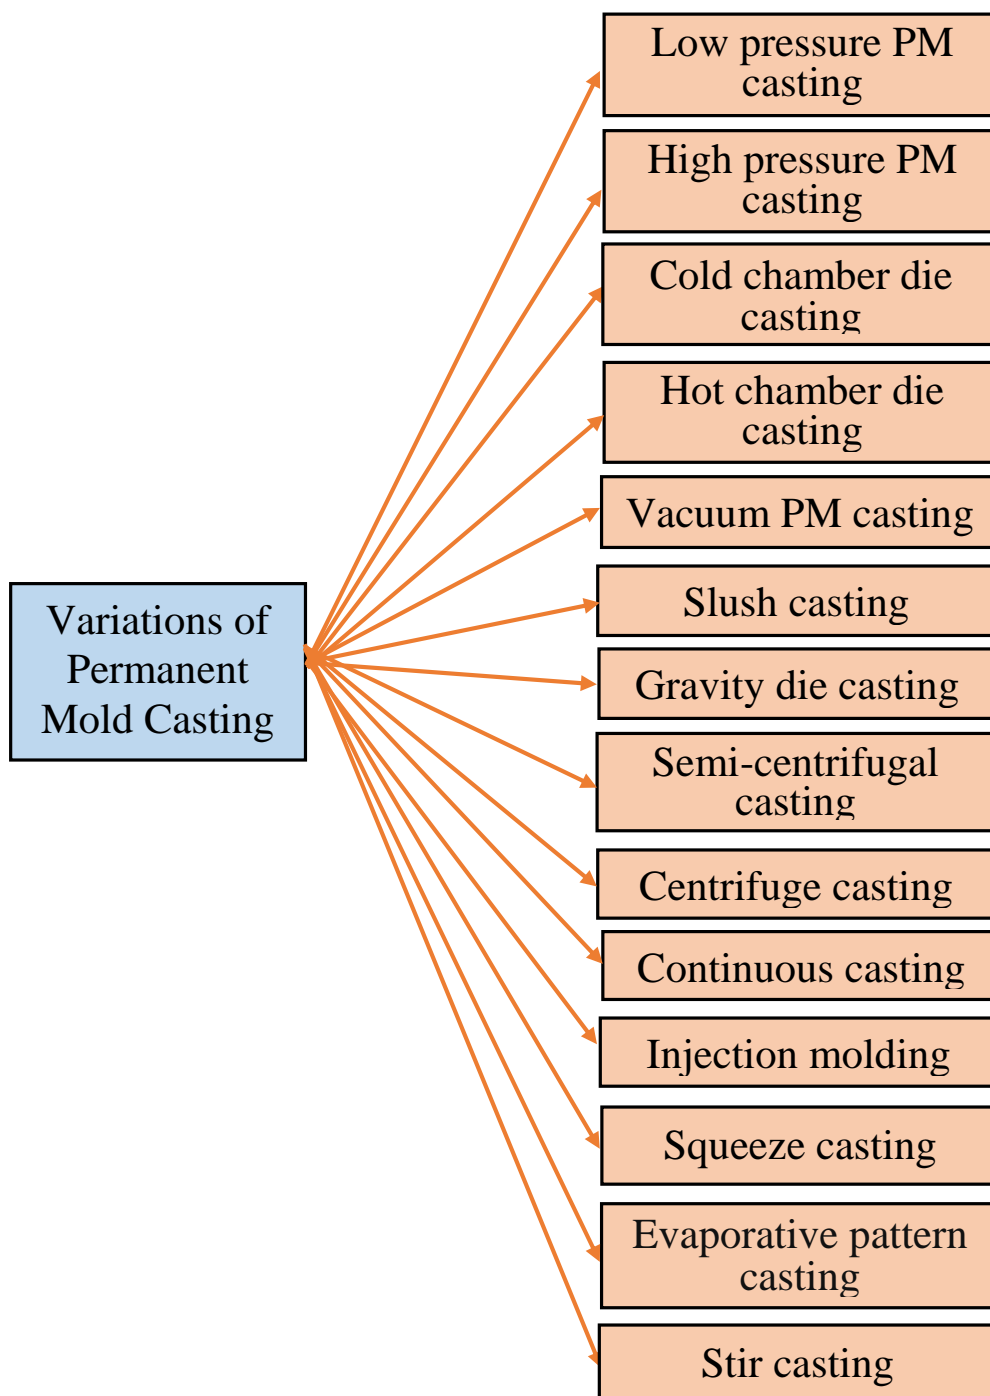 Low pressure PM
casting
High pressure PM
casting
Cold chamber die
casting
Hot chamber die
casting
Vacuum PM casting
Variations of
Permanent
Mold Casting
Slush casting
Gravity die casting
Semi-centrifugal
casting
Centrifuge casting
Continuous casting
Injection molding
Squeeze casting
Evaporative pattern
casting
Stir casting